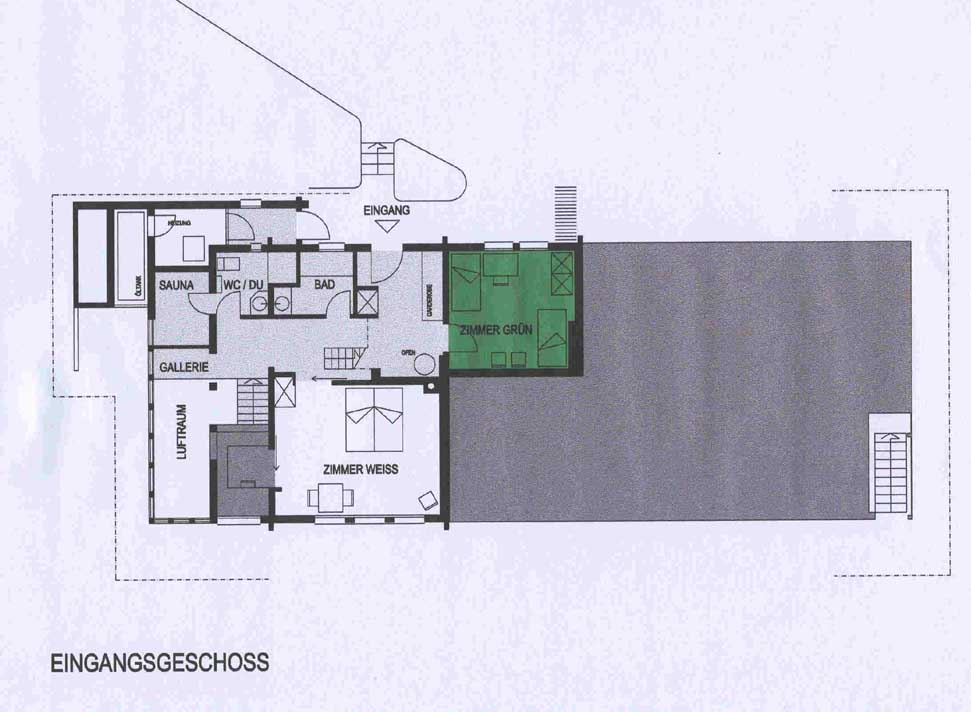 EINGANG
HEIZUNG
ÖLTANK
SAUNA
WC / DU
BAD
GARDEROBE
ZIMMER GRÜN
OFEN
GALLERIE
LUFTRAUM
ZIMMER WEISS
EINGANGSGESCHOSS